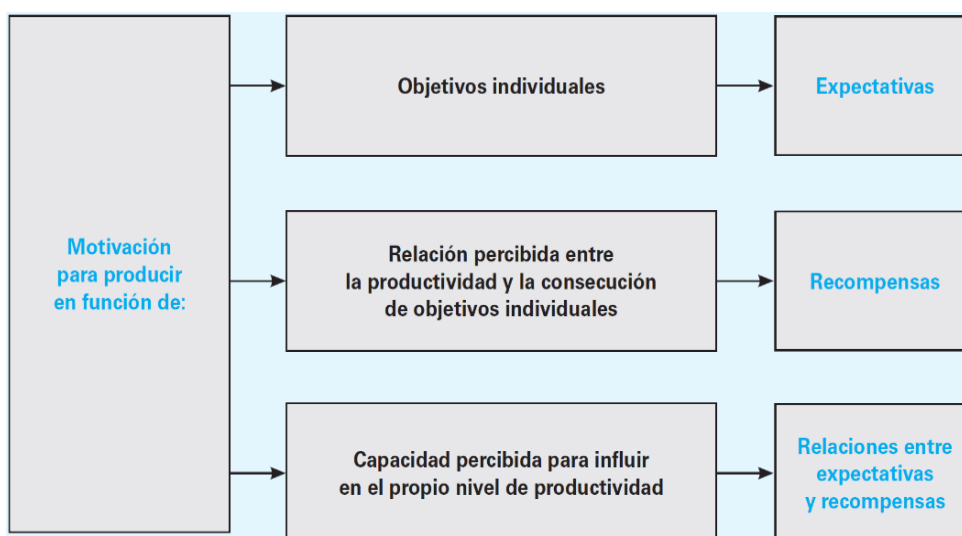 Motivación
para producir
en función de:
Objetivos individuales
Expectativas
Relación percibida entre
la productividad y la consecución
de objetivos individuales
Recompensas
Capacidad percibida para influir
en el propio nivel de productividad
Relaciones entre
expectativas
y recompensas